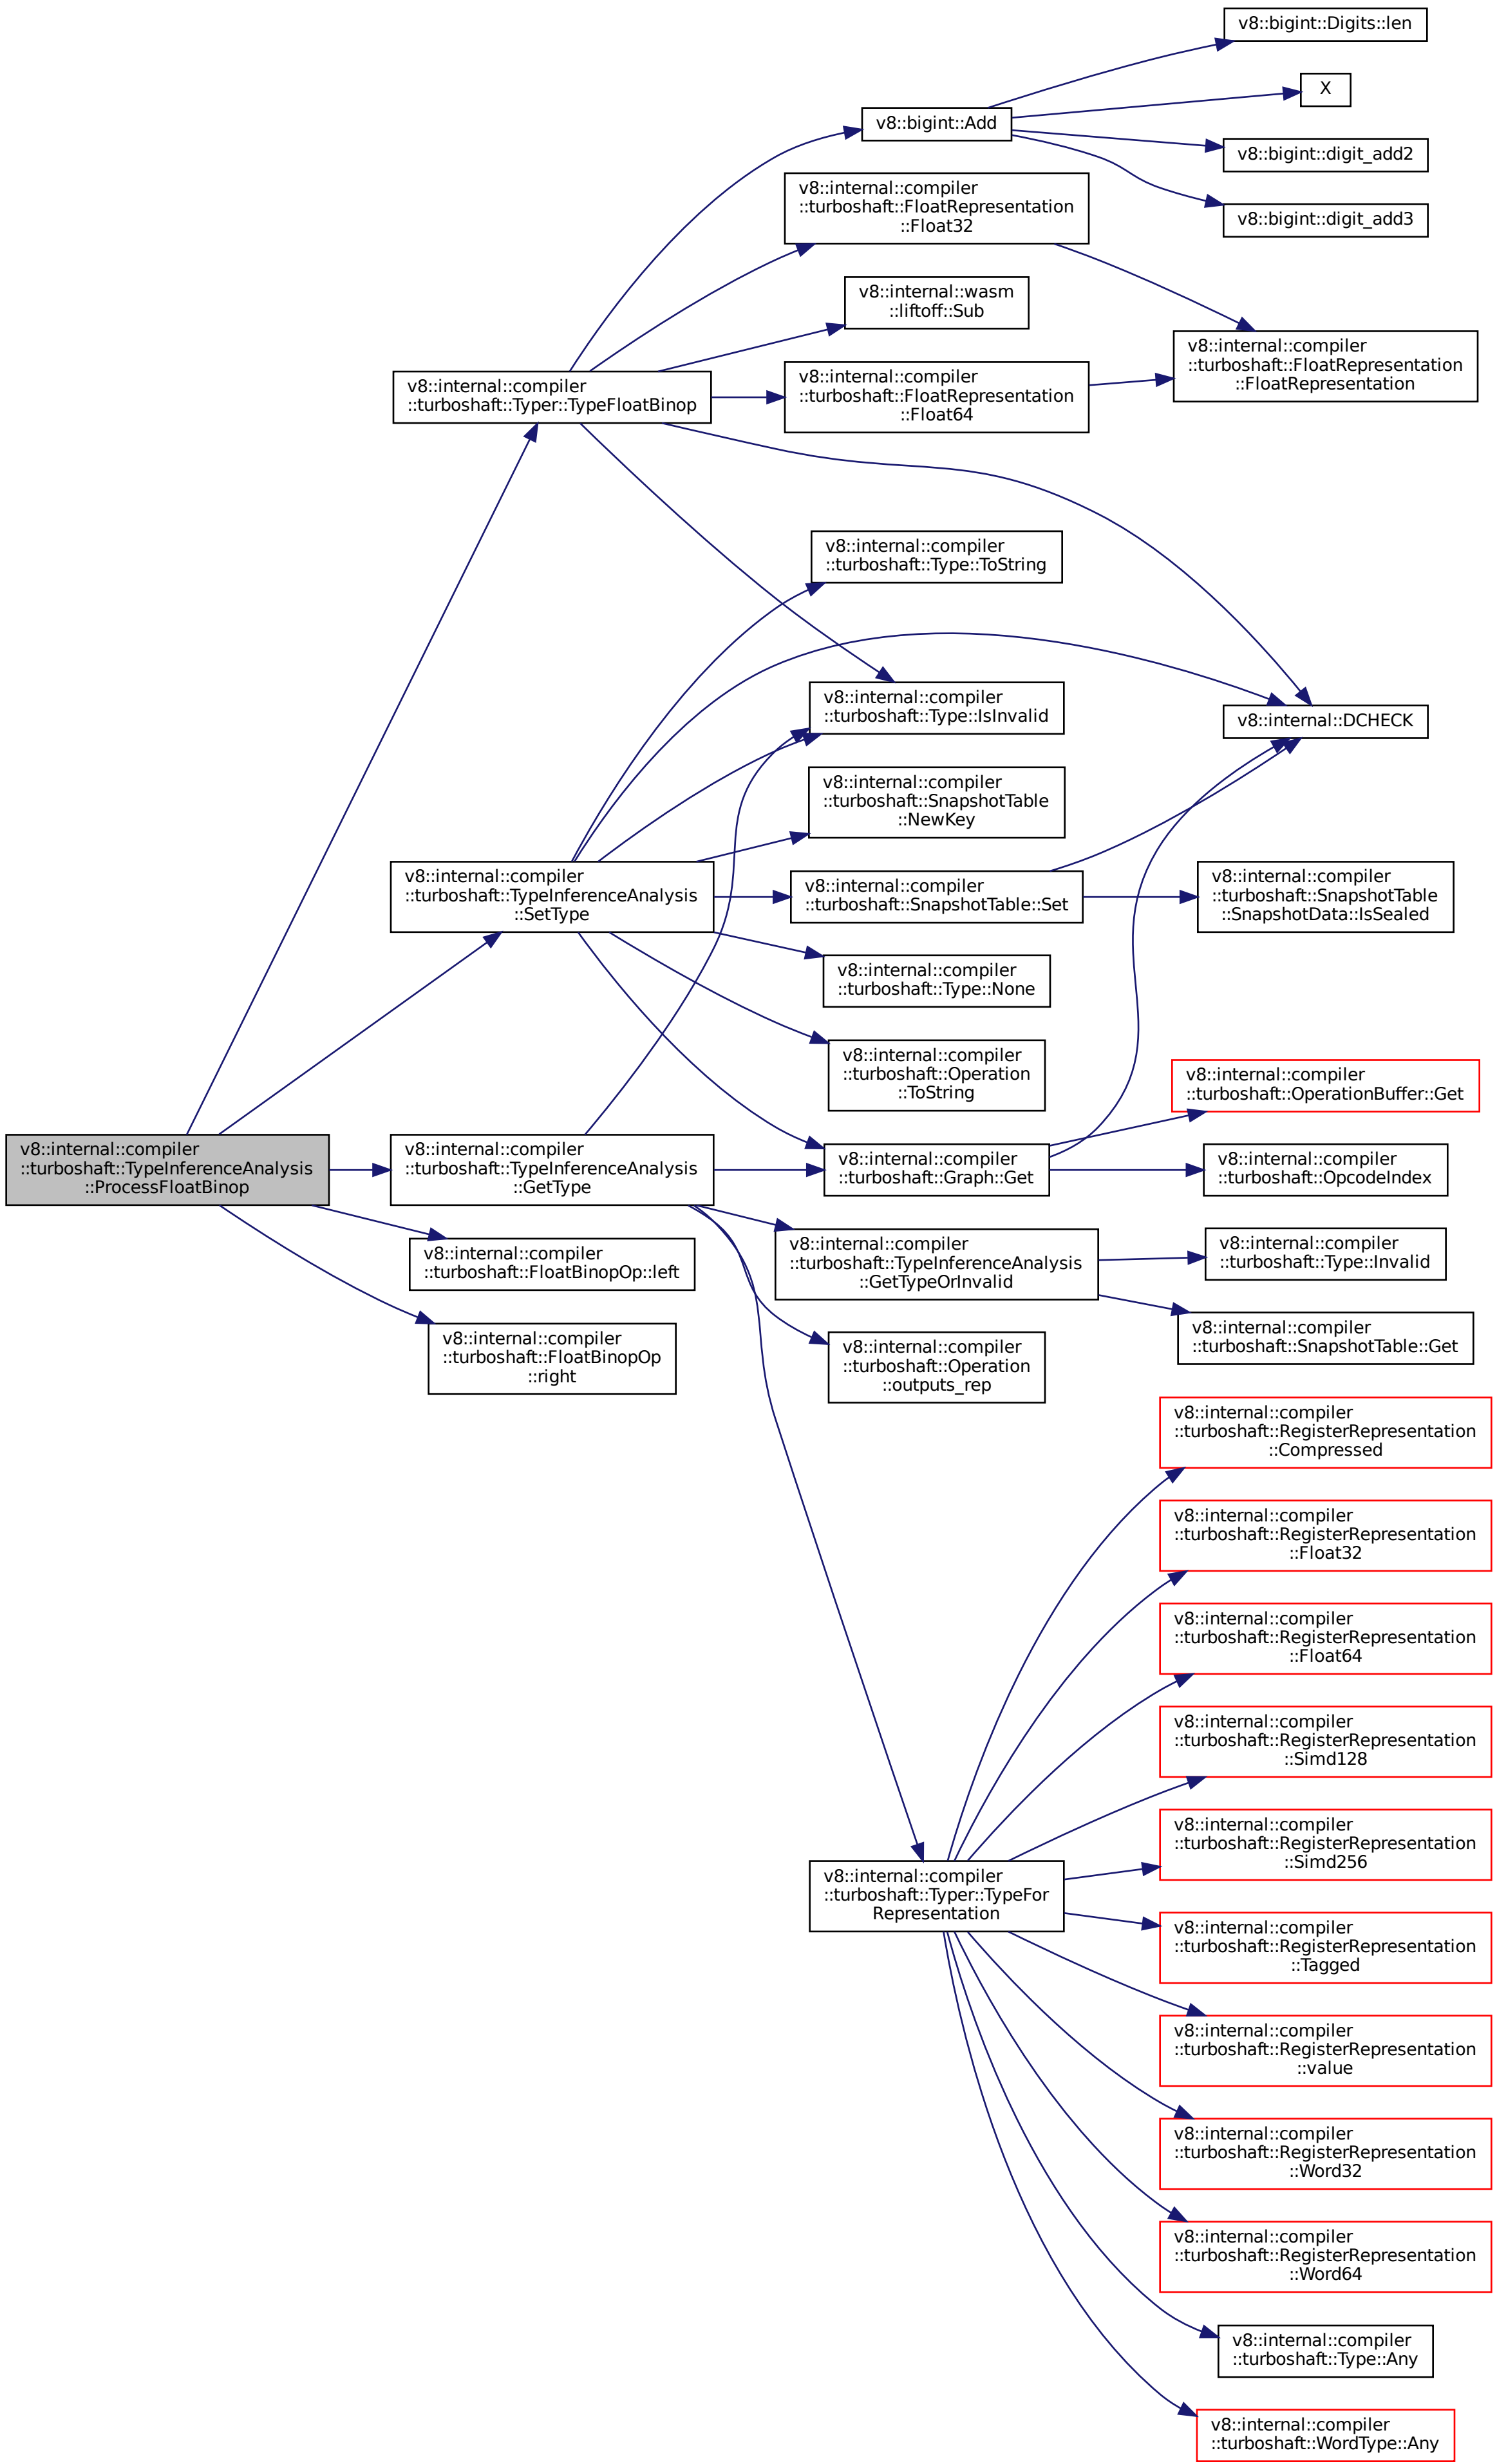 v8::bigint::Digits::len
X
v8::bigint::Add
v8::bigint::digit_add2
v8::bigint::digit_add3
v8::internal::compiler
::turboshaft::FloatRepresentation
::Float32
v8::internal::wasm
::liftoff::Sub
v8::internal::compiler
::turboshaft::FloatRepresentation
::FloatRepresentation
v8::internal::compiler
::turboshaft::Typer::TypeFloatBinop
v8::internal::compiler
::turboshaft::FloatRepresentation
::Float64
v8::internal::compiler
::turboshaft::Type::ToString
v8::internal::compiler
::turboshaft::Type::IsInvalid
v8::internal::DCHECK
v8::internal::compiler
::turboshaft::SnapshotTable
::NewKey
v8::internal::compiler
::turboshaft::TypeInferenceAnalysis
::SetType
v8::internal::compiler
::turboshaft::SnapshotTable::Set
v8::internal::compiler
::turboshaft::SnapshotTable
::SnapshotData::IsSealed
v8::internal::compiler
::turboshaft::Type::None
v8::internal::compiler
::turboshaft::Operation
::ToString
v8::internal::compiler
::turboshaft::OperationBuffer::Get
v8::internal::compiler
::turboshaft::TypeInferenceAnalysis
::ProcessFloatBinop
v8::internal::compiler
::turboshaft::TypeInferenceAnalysis
::GetType
v8::internal::compiler
::turboshaft::Graph::Get
v8::internal::compiler
::turboshaft::OpcodeIndex
v8::internal::compiler
::turboshaft::FloatBinopOp::left
v8::internal::compiler
::turboshaft::TypeInferenceAnalysis
::GetTypeOrInvalid
v8::internal::compiler
::turboshaft::Type::Invalid
v8::internal::compiler
::turboshaft::SnapshotTable::Get
v8::internal::compiler
::turboshaft::FloatBinopOp
::right
v8::internal::compiler
::turboshaft::Operation
::outputs_rep
v8::internal::compiler
::turboshaft::RegisterRepresentation
::Compressed
v8::internal::compiler
::turboshaft::RegisterRepresentation
::Float32
v8::internal::compiler
::turboshaft::RegisterRepresentation
::Float64
v8::internal::compiler
::turboshaft::RegisterRepresentation
::Simd128
v8::internal::compiler
::turboshaft::RegisterRepresentation
::Simd256
v8::internal::compiler
::turboshaft::Typer::TypeFor
Representation
v8::internal::compiler
::turboshaft::RegisterRepresentation
::Tagged
v8::internal::compiler
::turboshaft::RegisterRepresentation
::value
v8::internal::compiler
::turboshaft::RegisterRepresentation
::Word32
v8::internal::compiler
::turboshaft::RegisterRepresentation
::Word64
v8::internal::compiler
::turboshaft::Type::Any
v8::internal::compiler
::turboshaft::WordType::Any